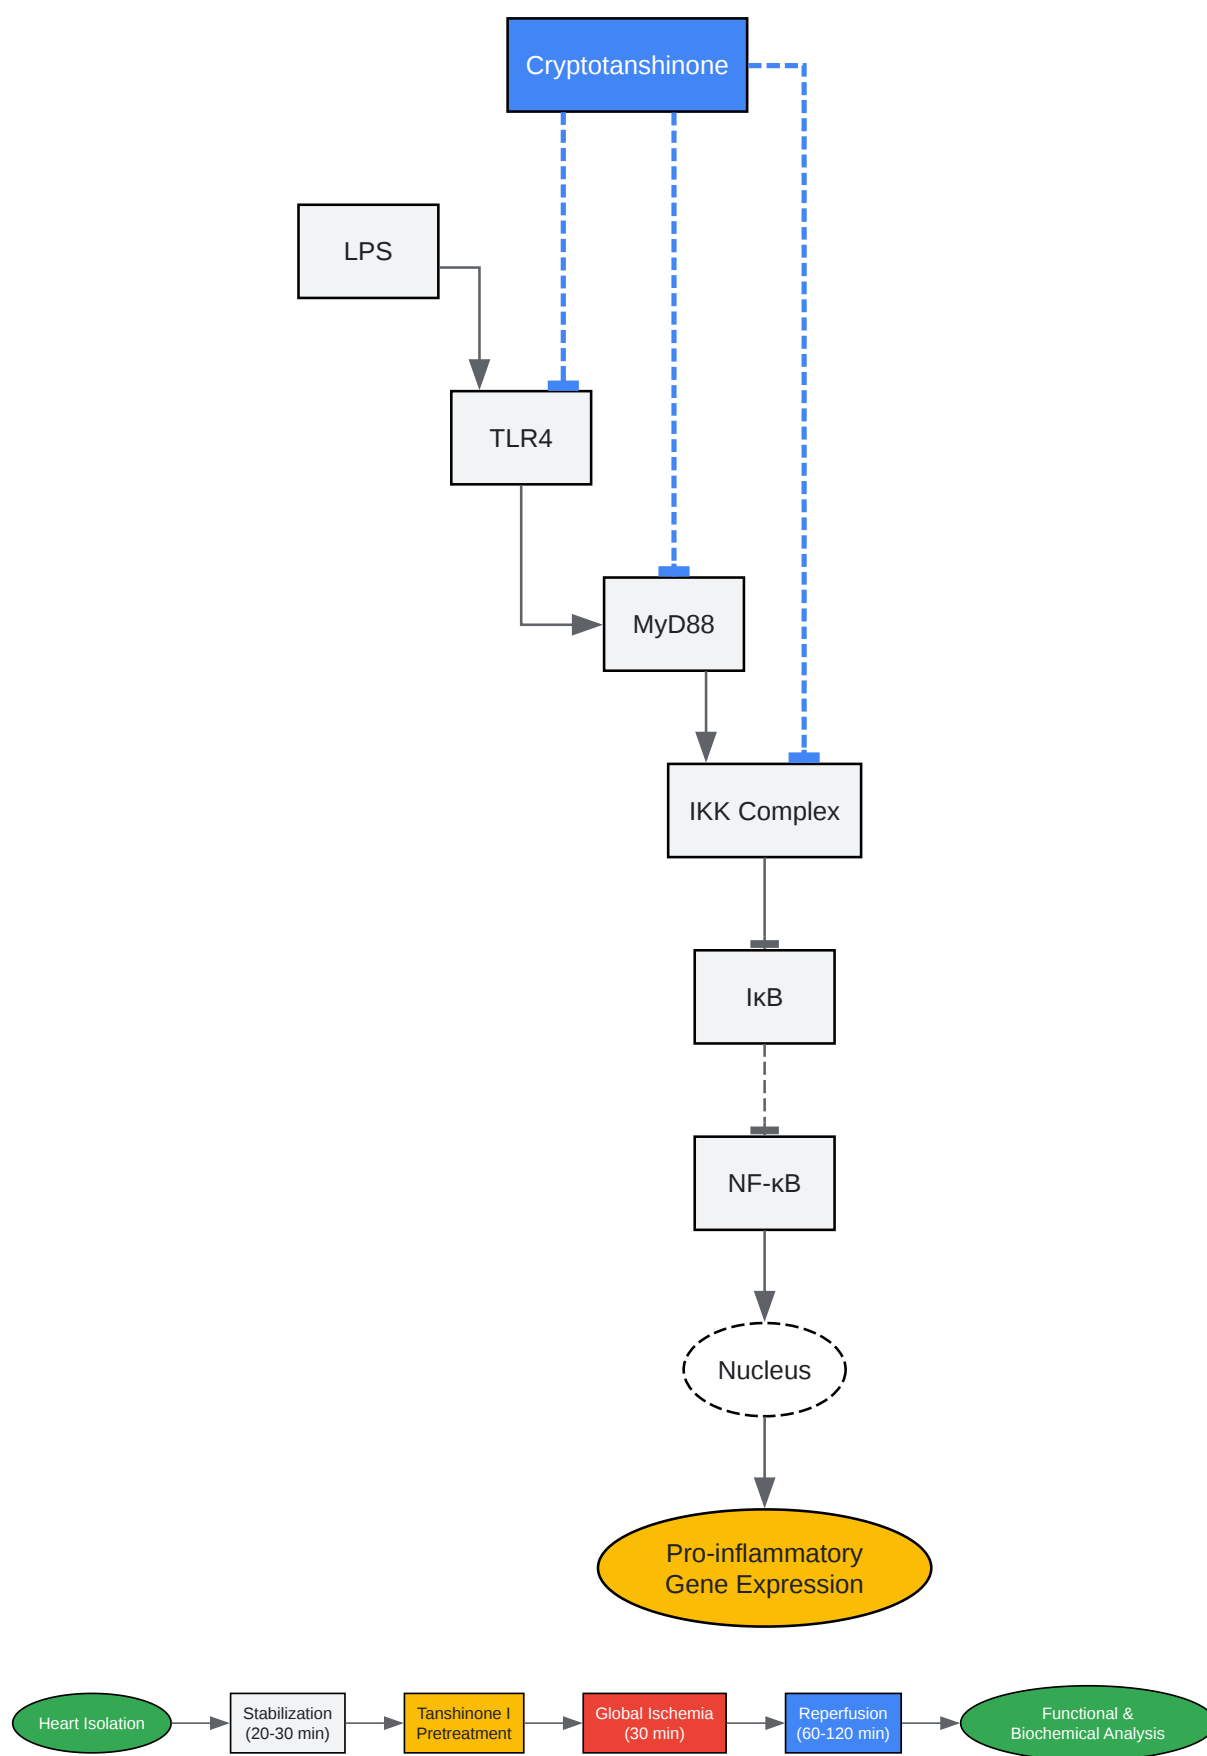 Cryptotanshinone
LPS
TLR4
MyD88
IKK Complex
IκB
NF-κB
Nucleus
Pro-inflammatory
Gene Expression
Heart Isolation
Stabilization
(20-30 min)
Tanshinone I
Pretreatment
Global Ischemia
(30 min)
Reperfusion
(60-120 min)
Functional &
Biochemical Analysis